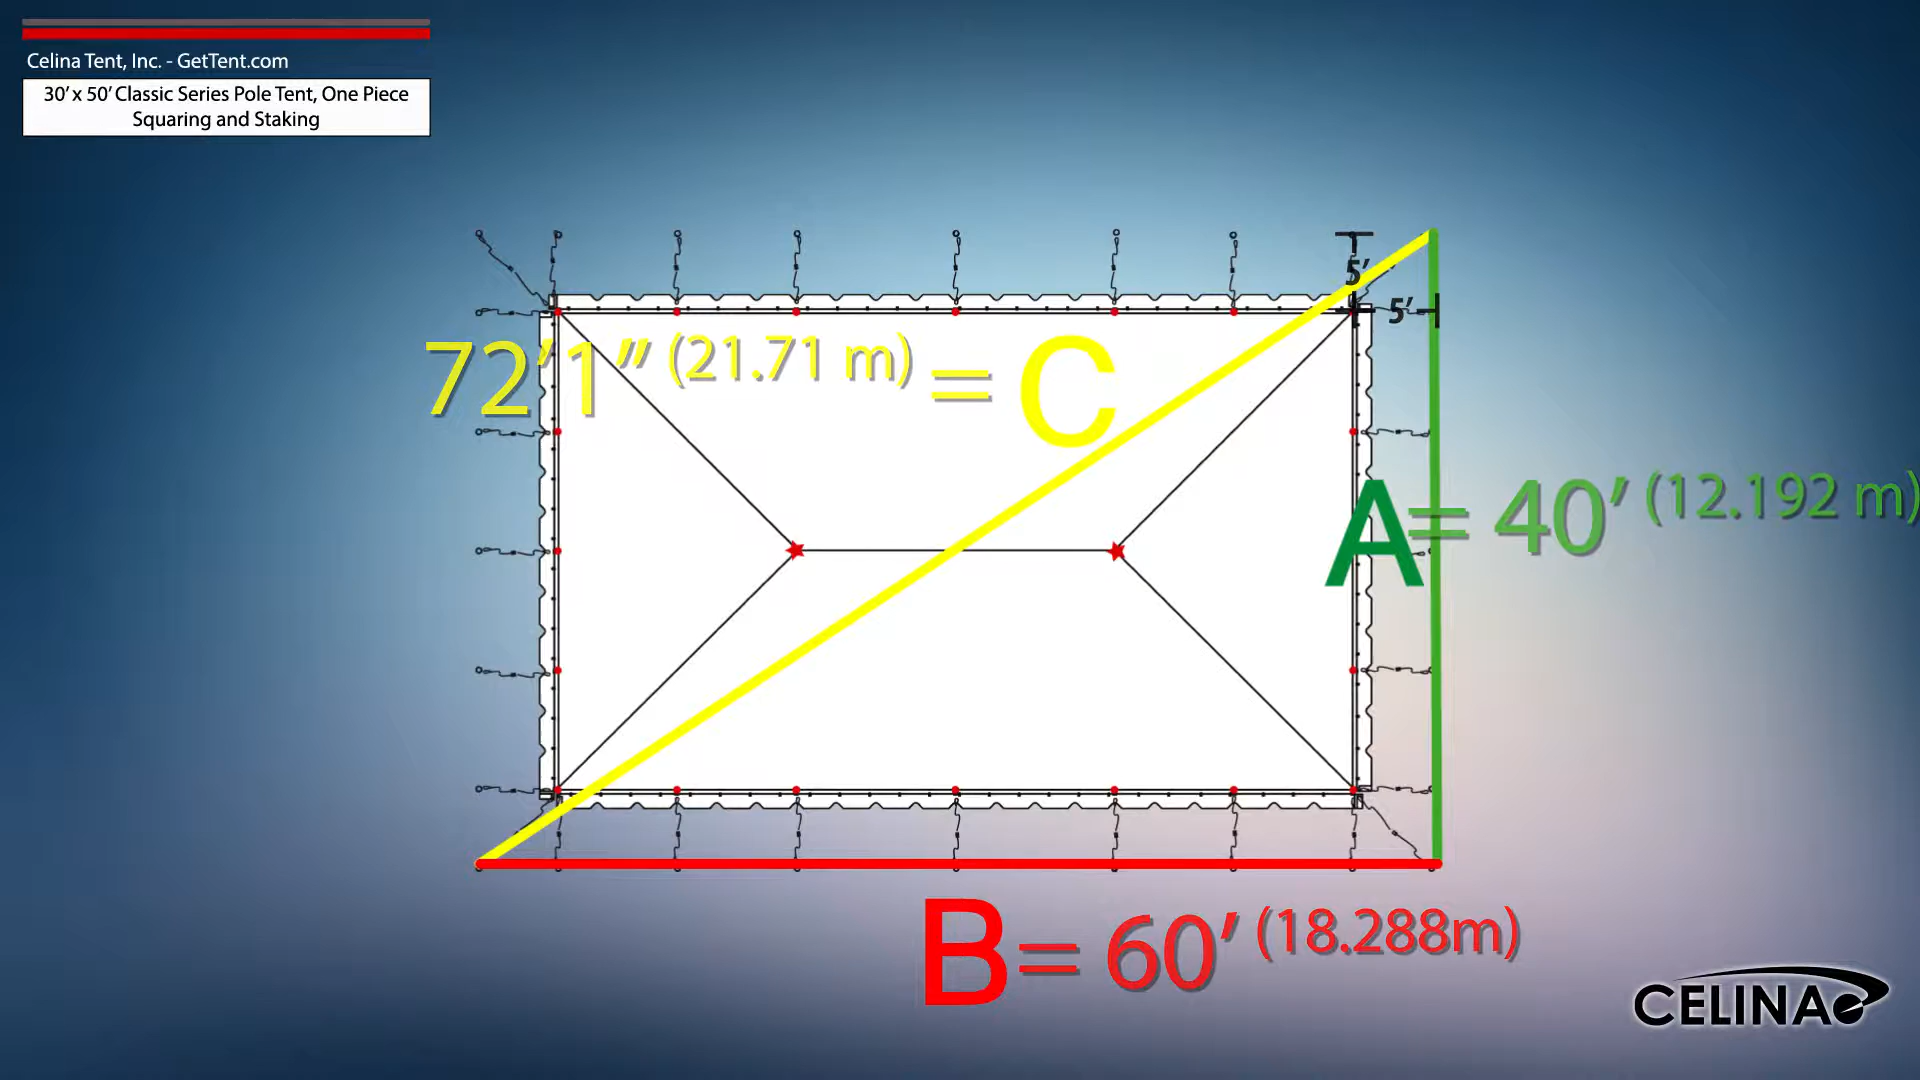 Celina Tent, Inc. - GetTent.com
30' x 50' Classic Series Pole Tent, One Piece
Squaring and Staking
5'
5'
72'1" (21.71 m) = C
A = 40' (12.192 m)
B = 60' (18.288m)
CELINA